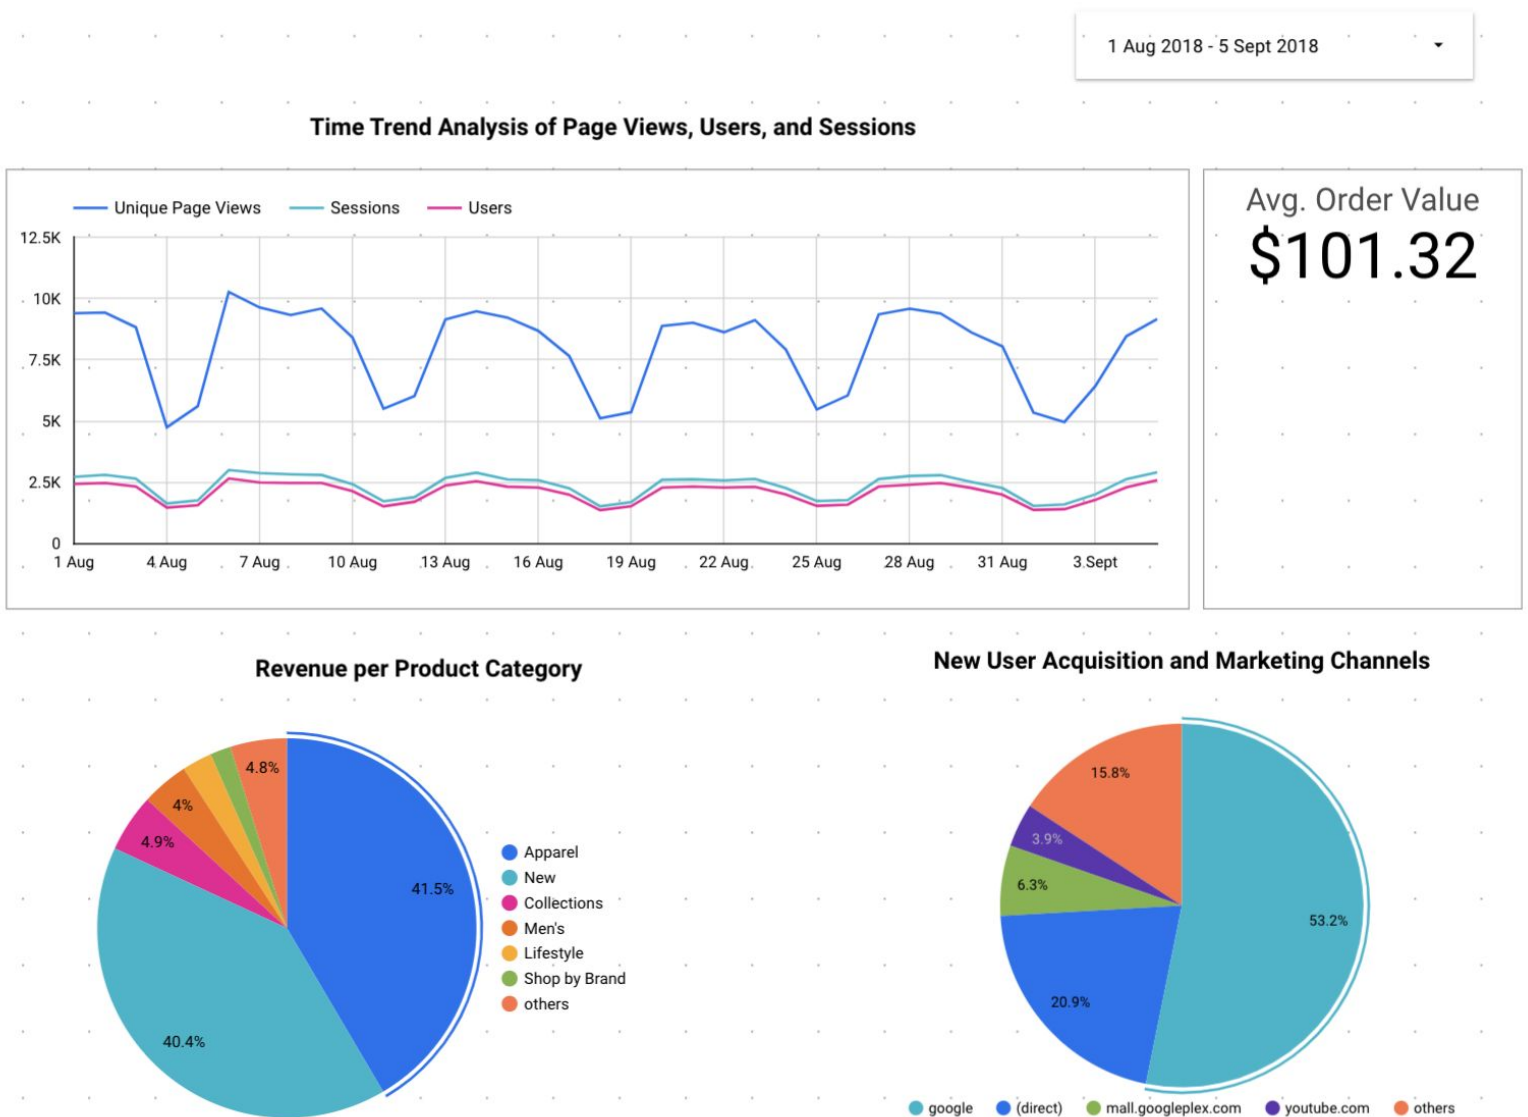 1 Aug 2018 - 5 Sept 2018
Time Trend Analysis of Page Views, Users, and Sessions
Unique Page Views Sessions Users
Avg. Order Value
$101.32
12.5K
10K
7.5K
5K
2.5K
0
1 Aug 4 Aug 7 Aug 10 Aug 13 Aug 16 Aug 19 Aug 22 Aug 25 Aug 28 Aug 31 Aug 3 Sept
Revenue per Product Category
4.8%
4%
4.9%
41.5%
40.4%
Apparel
New
Collections
Men's
Lifestyle
Shop by Brand
others
New User Acquisition and Marketing Channels
15.8%
3.9%
6.3%
53.2%
20.9%
google (direct) mall.googleplex.com youtube.com others